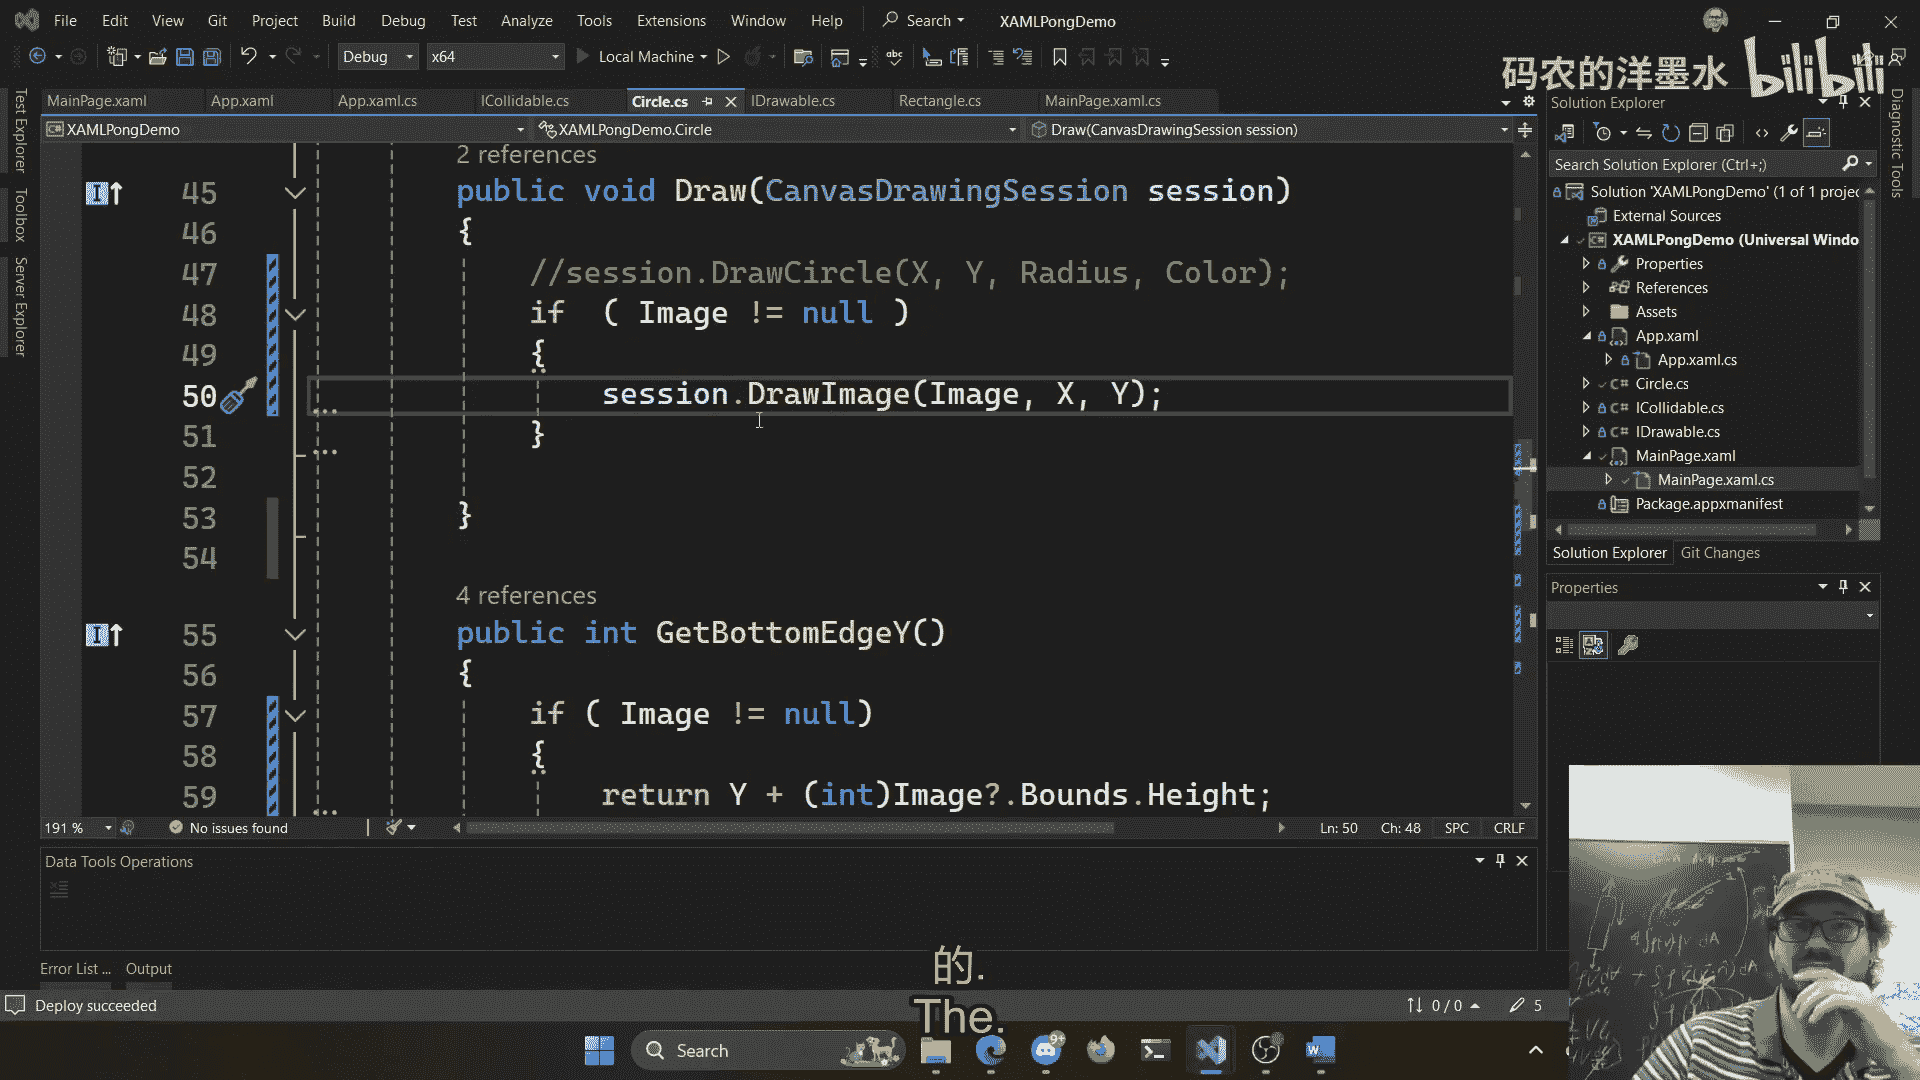 File Edit View Git Project Build Debug Test Analyze Tools Extensions Window Help Search XAMLPongDemo
Debug x64 Local Machine
码农的洋墨水 bilibili
MainPage.xaml App.xaml App.xaml.cs ICollidable.cs Circle.cs IDrawable.cs Rectangle.cs MainPage.xaml.cs
XAMLPongDemo XAMLPongDemo.Circle Draw(CanvasDrawingSession session)
Test Explorer
Toolbox
Server Explorer
2 references
45 public void Draw(CanvasDrawingSession session)
46 {
47 //session.DrawCircle(X, Y, Radius, Color);
48 if ( Image != null )
49 {
50 session.DrawImage(Image, X, Y);
51 }
52
53 }
54
4 references
55 public int GetBottomEdgeY()
56 {
57 if ( Image != null)
58 {
59 return Y + (int)Image?.Bounds.Height;
191 % No issues found Ln: 50 Ch: 48 SPC CRLF
Data Tools Operations
Error List ... Output
Deploy succeeded
0 / 0 5
Solution Explorer
Search Solution Explorer (Ctrl+;)
Solution 'XAMLPongDemo' (1 of 1 projec
External Sources
XAMLPongDemo (Universal Windo
Properties
References
Assets
App.xaml
App.xaml.cs
Circle.cs
ICollidable.cs
IDrawable.cs
MainPage.xaml
MainPage.xaml.cs
Package.appxmanifest
Solution Explorer Git Changes
Properties
Diagnostic Tools
的.
The.
Search
9+